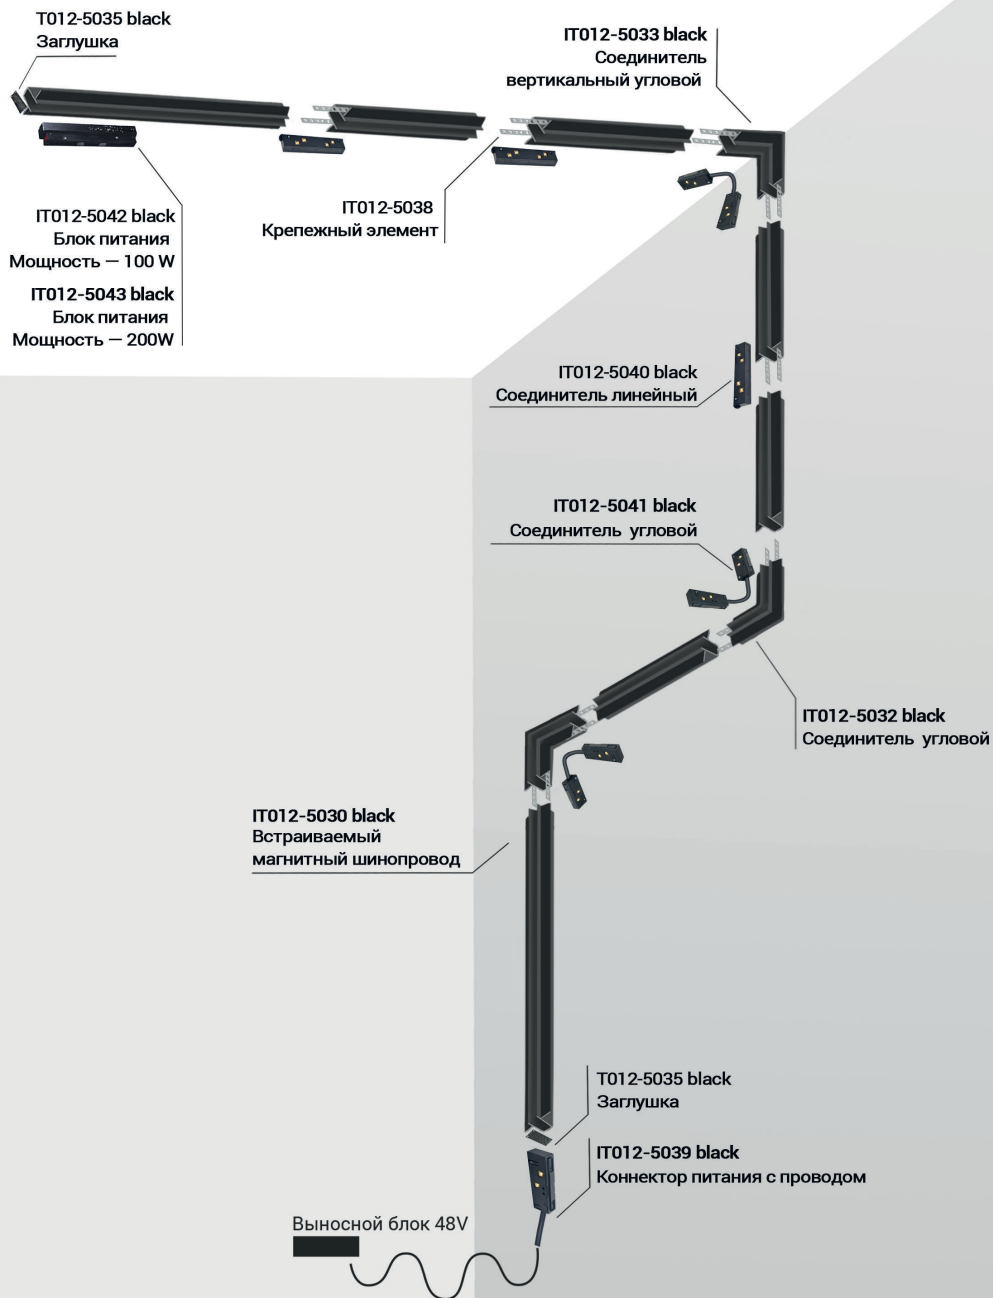 T012-5035 black
Заглушка
IT012-5033 black
Соединитель
вертикальный угловой
IT012-5042 black
Блок питания
Мощность — 100 W
IT012-5043 black
Блок питания
Мощность — 200W
IT012-5038
Крепежный элемент
IT012-5040 black
Соединитель линейный
IT012-5041 black
Соединитель угловой
IT012-5032 black
Соединитель угловой
IT012-5030 black
Встраиваемый
магнитный шинопровод
T012-5035 black
Заглушка
IT012-5039 black
Коннектор питания с проводом
Выносной блок 48V